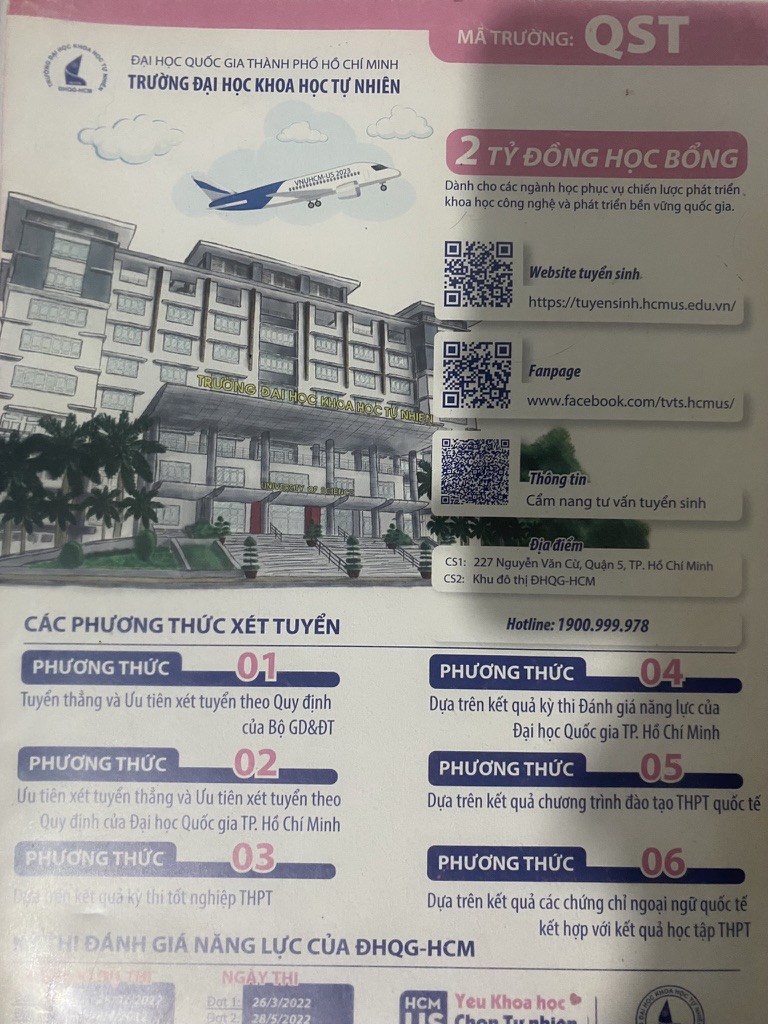 MÃ TRƯỜNG: QST
TRƯỜNG ĐẠI HỌC KHOA HỌC TỰ NHIÊN
ĐHQG-HCM
ĐẠI HỌC QUỐC GIA THÀNH PHỐ HỒ CHÍ MINH
TRƯỜNG ĐẠI HỌC KHOA HỌC TỰ NHIÊN
VNUHCM-US 2023
2 TỶ ĐỒNG HỌC BỔNG
Dành cho các ngành học phục vụ chiến lược phát triển
khoa học công nghệ và phát triển bền vững quốc gia.
Website tuyển sinh
https://tuyensinh.hcmus.edu.vn/
Fanpage
www.facebook.com/tvts.hcmus/
Thông tin
Cẩm nang tư vấn tuyển sinh
Địa điểm
CS1: 227 Nguyễn Văn Cừ, Quận 5, TP. Hồ Chí Minh
CS2: Khu đô thị ĐHQG-HCM
Hotline: 1900.999.978
TRƯỜNG ĐẠI HỌC KHOA HỌC TỰ NHIÊN
UNIVERSITY OF SCIENCE
CÁC PHƯƠNG THỨC XÉT TUYỂN
PHƯƠNG THỨC 01
Tuyển thẳng và Ưu tiên xét tuyển theo Quy định
của Bộ GD&ĐT
PHƯƠNG THỨC 02
Ưu tiên xét tuyển thẳng và Ưu tiên xét tuyển theo
Quy định của Đại học Quốc gia TP. Hồ Chí Minh
PHƯƠNG THỨC 03
Dựa trên kết quả kỳ thi tốt nghiệp THPT
PHƯƠNG THỨC 04
Dựa trên kết quả kỳ thi Đánh giá năng lực của
Đại học Quốc gia TP. Hồ Chí Minh
PHƯƠNG THỨC 05
Dựa trên kết quả chương trình đào tạo THPT quốc tế
PHƯƠNG THỨC 06
Dựa trên kết quả các chứng chỉ ngoại ngữ quốc tế
kết hợp với kết quả học tập THPT
THI ĐÁNH GIÁ NĂNG LỰC CỦA ĐHQG-HCM
NGÀY THI
Đợt 1: 26/3/2022
Đợt 2: 28/5/2022
HCM
US
Yêu Khoa học
Chọn Tự nhiên